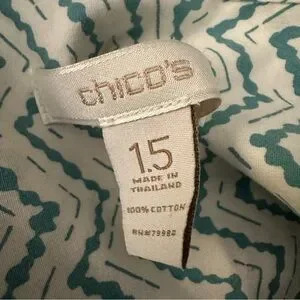 chico's
1.5
MADE IN
THAILAND
100% COTTON
RN#79982